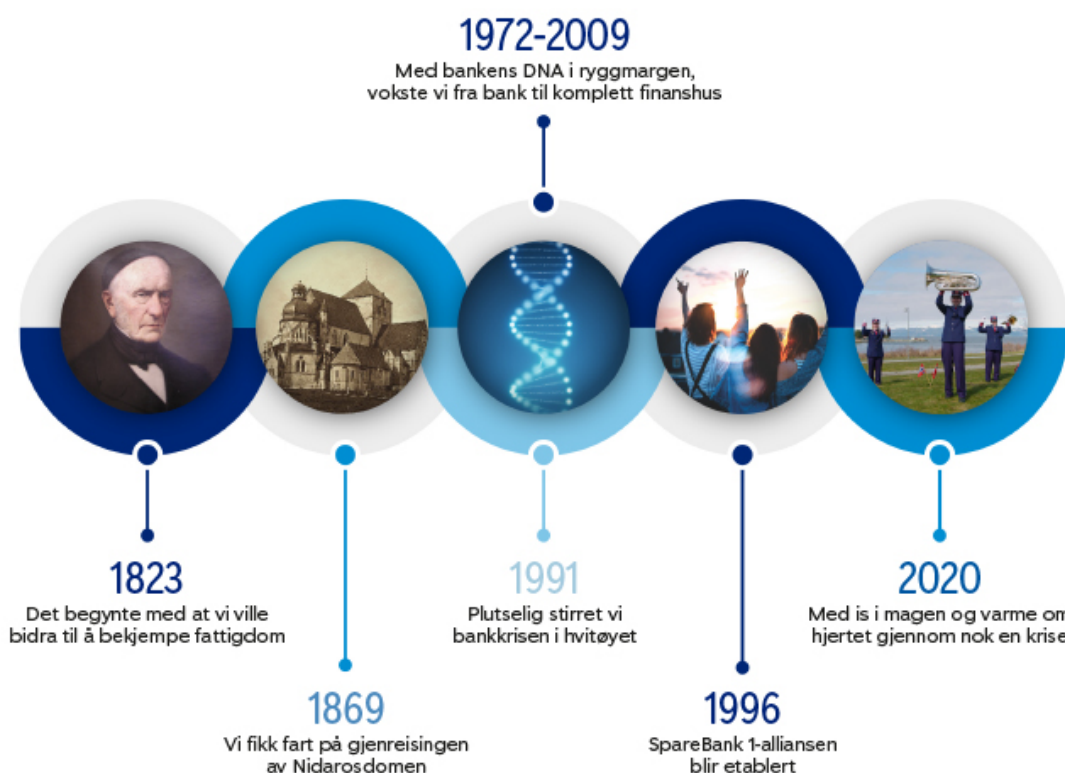 1972-2009
Med bankens DNA i ryggmargen,
vokste vi fra bank til komplett finanshus
1823
Det begynte med at vi ville
bidra til å bekjempe fattigdom
1869
Vi fikk fart på gjenreisingen
av Nidarosdomen
1991
Plutselig stirret vi
bankkrisen i hvitøyet
1996
SpareBank 1-alliansen
blir etablert
2020
Med is i magen og varme om
hjertet gjennom nok en krise